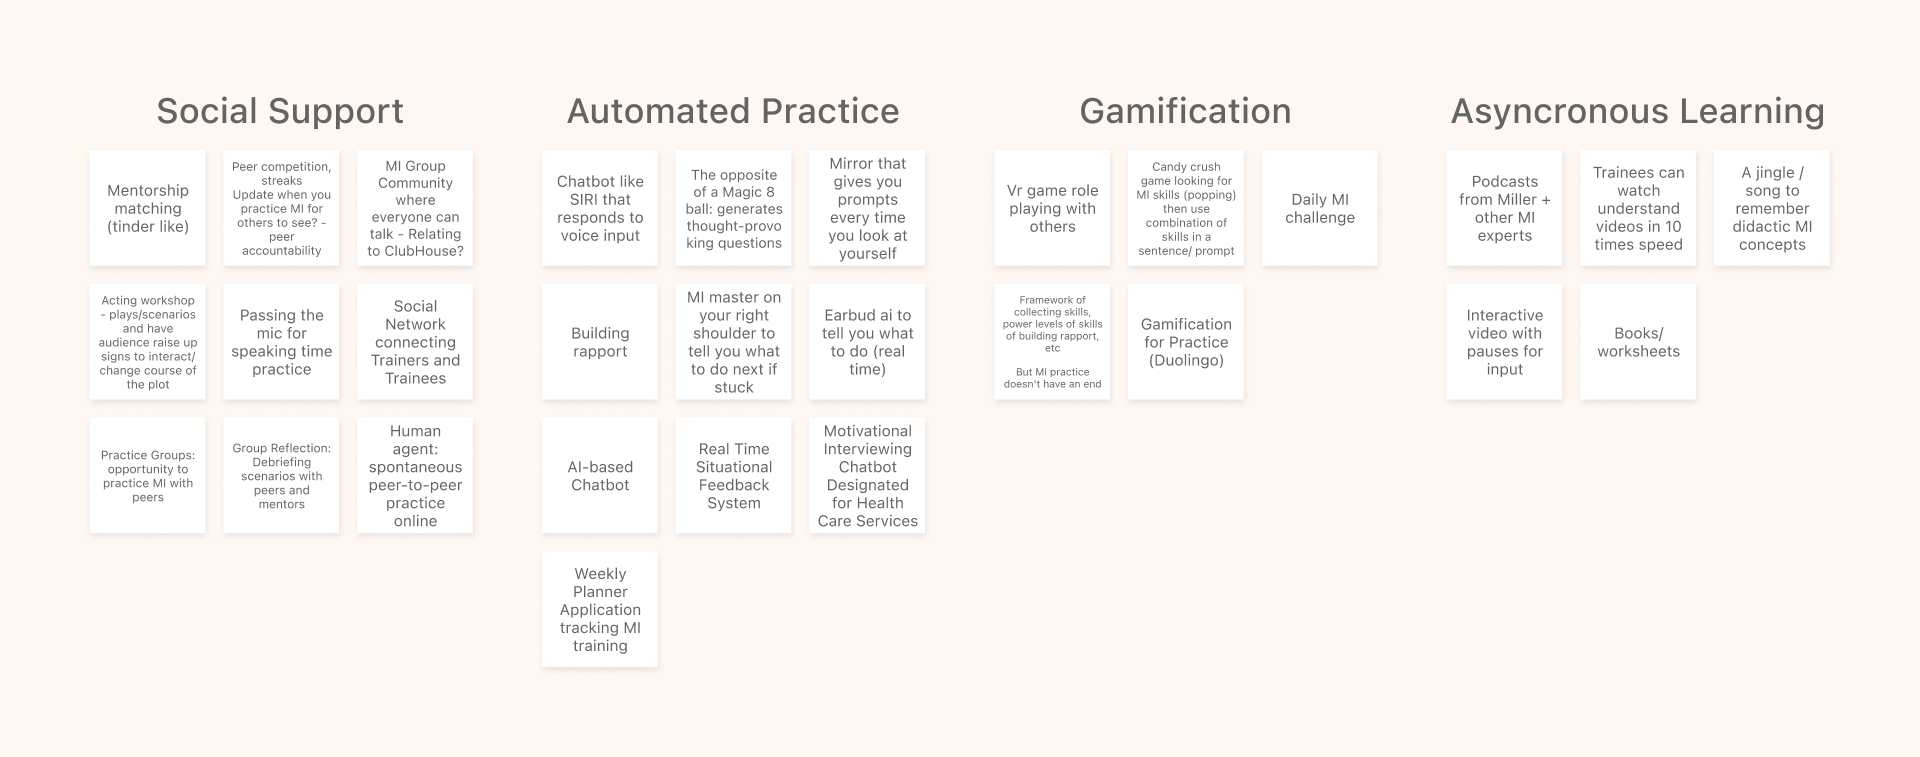 Social Support
Mentorship
matching
(tinder like)
Peer competition,
streaks
Update when you
practice MI for
others to see? -
peer
accountability
MI Group
Community
where
everyone can
talk - Relating
to ClubHouse?
Acting workshop
- plays/scenarios
and have
audience raise up
signs to interact/
change course of
the plot
Passing the
mic for
speaking time
practice
Social
Network
connecting
Trainers and
Trainees
Practice Groups:
opportunity to
practice MI with
peers
Group Reflection:
Debriefing
scenarios with
peers and
mentors
Human
agent:
spontaneous
peer-to-peer
practice
online
Automated Practice
Chatbot like
SIRI that
responds to
voice input
The opposite
of a Magic 8
ball: generates
thought-provo
king questions
Mirror that
gives you
prompts
every time
you look at
yourself
Building
rapport
MI master on
your right
shoulder to
tell you what
to do next if
stuck
Earbud ai to
tell you what
to do (real
time)
AI-based
Chatbot
Real Time
Situational
Feedback
System
Motivational
Interviewing
Chatbot
Designated
for Health
Care Services
Weekly
Planner
Application
tracking MI
training
Gamification
Vr game role
playing with
others
Candy crush
game looking for
MI skills (popping)
then use
combination of
skills in a
sentence/ prompt
Daily MI
challenge
Framework of
collecting skills,
power levels of skills
of building rapport,
etc
But MI practice
doesn't have an end
Gamification
for Practice
(Duolingo)
Asyncronous Learning
Podcasts
from Miller +
other MI
experts
Trainees can
watch
understand
videos in 10
times speed
A jingle /
song to
remember
didactic MI
concepts
Interactive
video with
pauses for
input
Books/
worksheets